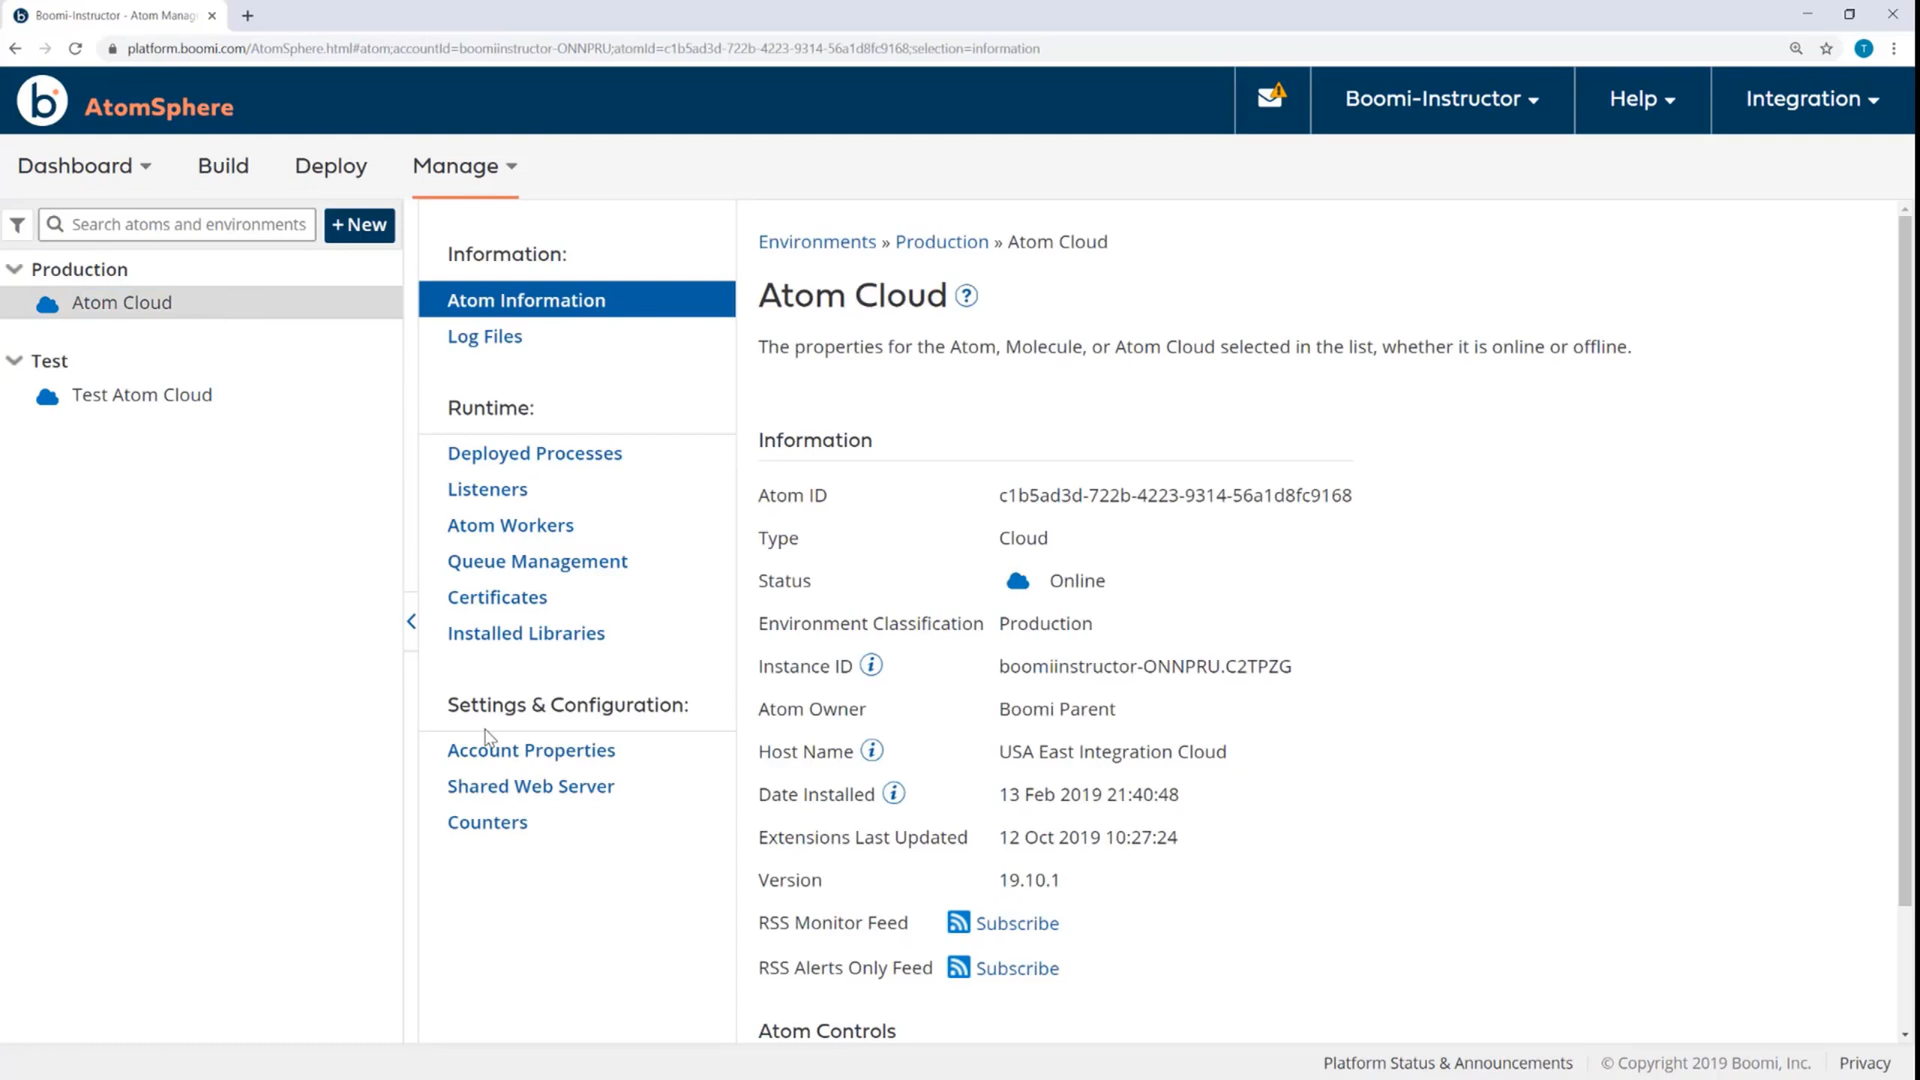 Boomi-Instructor - Atom Manag
platform.boomi.com/AtomSphere.html#atom;accountId=boomiinstructor-ONNPRU;atomId=c1b5ad3d-722b-4223-9314-56a1d8fc9168;selection=information
T
b AtomSphere
Boomi-Instructor
Help
Integration
Dashboard
Build
Deploy
Manage
Search atoms and environments
+ New
Production
Atom Cloud
Test
Test Atom Cloud
Information:
Atom Information
Log Files
Runtime:
Deployed Processes
Listeners
Atom Workers
Queue Management
Certificates
Installed Libraries
Settings & Configuration:
Account Properties
Shared Web Server
Counters
Environments » Production » Atom Cloud
Atom Cloud ?
The properties for the Atom, Molecule, or Atom Cloud selected in the list, whether it is online or offline.
Information
Atom ID c1b5ad3d-722b-4223-9314-56a1d8fc9168
Type Cloud
Status Online
Environment Classification Production
Instance ID i boomiinstructor-ONNPRU.C2TPZG
Atom Owner Boomi Parent
Host Name i USA East Integration Cloud
Date Installed i 13 Feb 2019 21:40:48
Extensions Last Updated 12 Oct 2019 10:27:24
Version 19.10.1
RSS Monitor Feed Subscribe
RSS Alerts Only Feed Subscribe
Atom Controls
Platform Status & Announcements
© Copyright 2019 Boomi, Inc.
Privacy